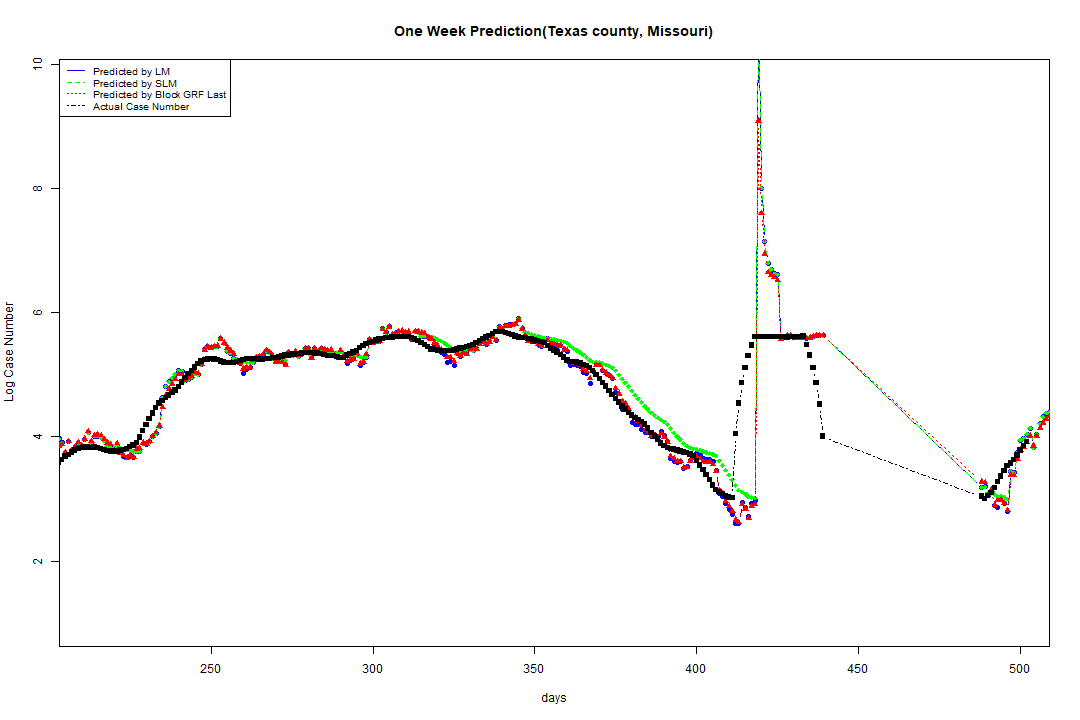 One Week Prediction(Texas county, Missouri)
Predicted by LM
Predicted by SLM
Predicted by Block GRF Last
Actual Case Number
10
8
6
4
2
Log Case Number
250 300 350 400 450 500
days